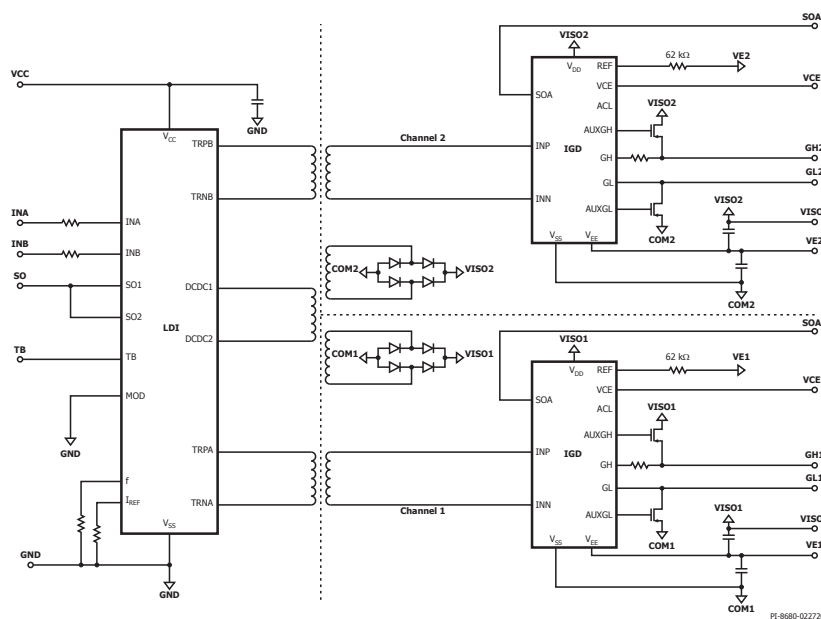 SOA
VISO2
VCC
VDD
REF
62 kΩ
VE2
VCE
VCE
SOA
ACL
VISO2
GND
VCC
TRPB
Channel 2
AUXGH
INP
IGD
GH
GH2
GL
GL2
TRNB
INN
AUXGL
VISO2
VISO
INA
INA
COM2
VSS
VEE
VE2
INB
INB
COM2
VISO2
SO
SO1
DCDC1
COM2
SO2
LDI
SOA
DCDC2
VISO1
COM1
VISO1
TB
TB
VDD
REF
62 kΩ
VE1
VCE
VCE
MOD
SOA
ACL
VISO1
GND
AUXGH
TRPA
INP
IGD
GH
GH1
f
GL
GL1
IREF
TRNA
INN
Channel 1
AUXGL
VISO1
VISO
VSS
COM1
VSS
VEE
VE1
GND
GND
COM1